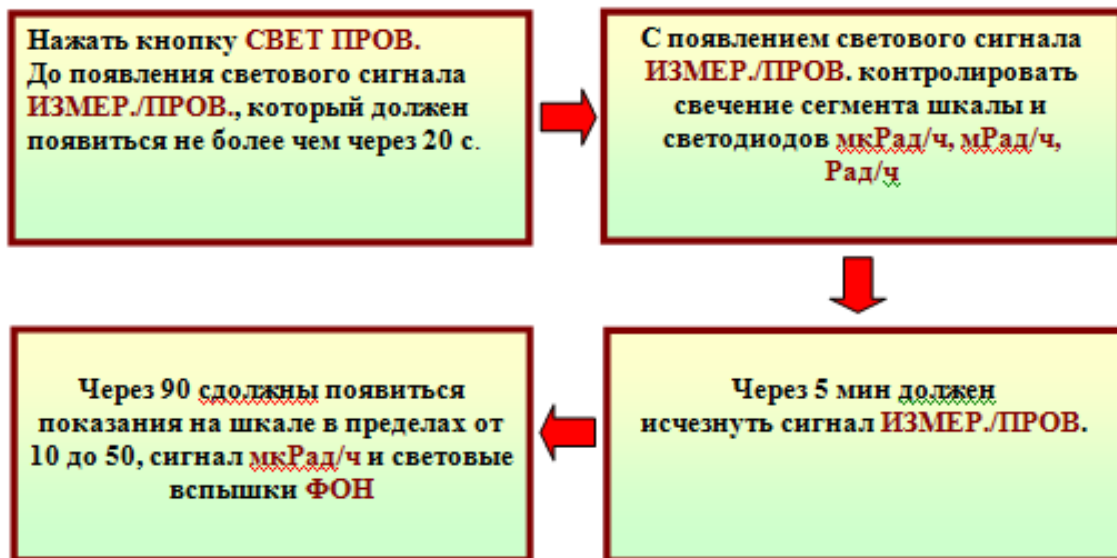 Нажать кнопку СВЕТ ПРОВ.
До появления светового сигнала
ИЗМЕР./ПРОВ., который должен
появиться не более чем через 20 с.
С появлением светового сигнала
ИЗМЕР./ПРОВ. контролировать
свечение сегмента шкалы и
светодиодов мкРад/ч, мРад/ч,
Рад/ч
Через 5 мин должен
исчезнуть сигнал ИЗМЕР./ПРОВ.
Через 90 сдолжны появиться
показания на шкале в пределах от
10 до 50, сигнал мкРад/ч и световые
вспышки ФОН